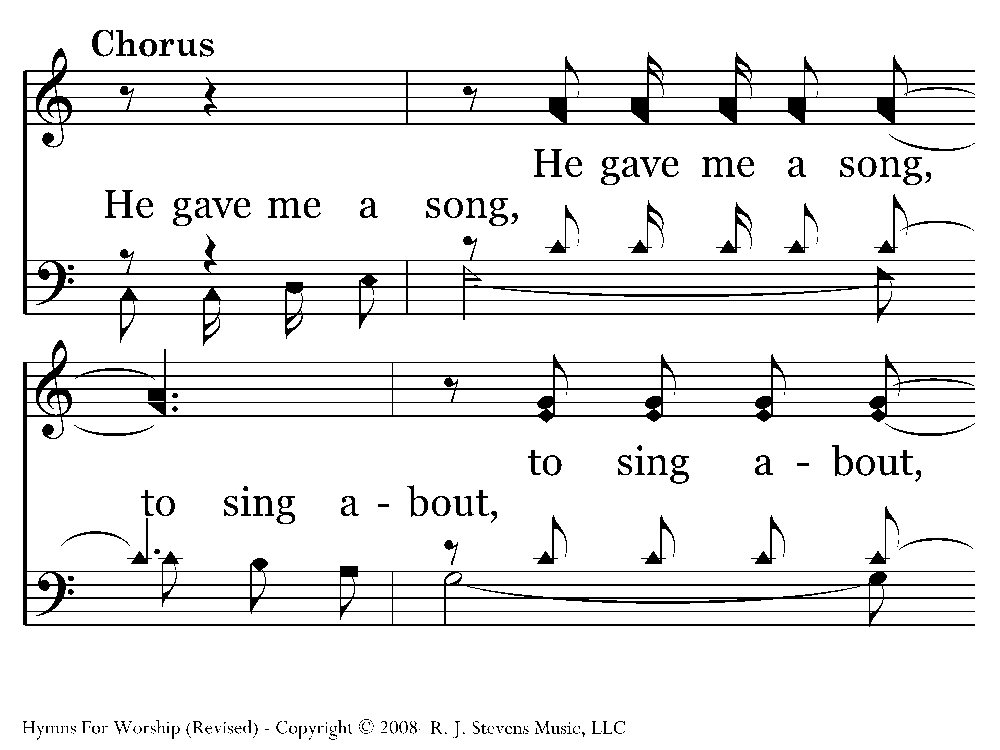 Chorus
He gave me a song,
He gave me a song,
to sing a - bout,
to sing a - bout,
Hymns For Worship (Revised) - Copyright © 2008 R. J. Stevens Music, LLC